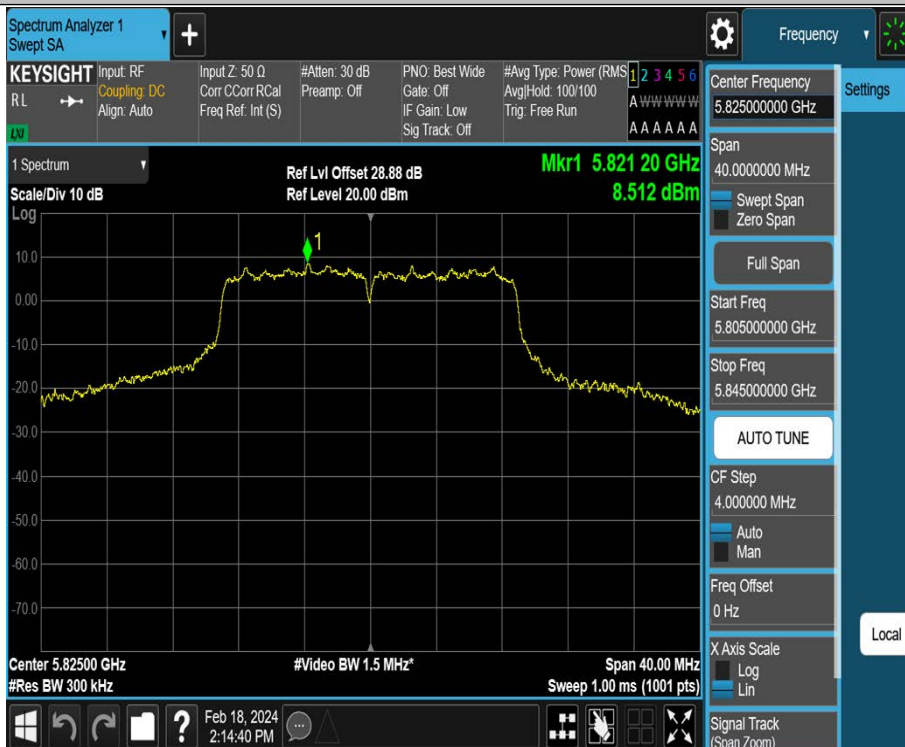 Spectrum Analyzer 1
Swept SA
+
Frequency
KEYSIGHT
RL
LXI
Input: RF
Coupling: DC
Align: Auto
Input Z: 50 Ω
Corr CCorr RCal
Freq Ref: Int (S)
#Atten: 30 dB
Preamp: Off
PNO: Best Wide
Gate: Off
IF Gain: Low
Sig Track: Off
#Avg Type: Power (RMS
Avg|Hold: 100/100
Trig: Free Run
1 2 3 4 5 6
A W W W W W
A A A A A A
1 Spectrum
Scale/Div 10 dB
Log
Ref Lvl Offset 28.88 dB
Ref Level 20.00 dBm
Mkr1 5.821 20 GHz
8.512 dBm
1
10.0
0.00
-10.0
-20.0
-30.0
-40.0
-50.0
-60.0
-70.0
Center 5.82500 GHz
#Res BW 300 kHz
#Video BW 1.5 MHz*
Span 40.00 MHz
Sweep 1.00 ms (1001 pts)
?
Feb 18, 2024
2:14:40 PM
Center Frequency
5.825000000 GHz
Span
40.0000000 MHz
Swept Span
Zero Span
Full Span
Start Freq
5.805000000 GHz
Stop Freq
5.845000000 GHz
AUTO TUNE
CF Step
4.000000 MHz
Auto
Man
Freq Offset
0 Hz
X Axis Scale
Log
Lin
Signal Track
(Span Zoom)
Settings
Local